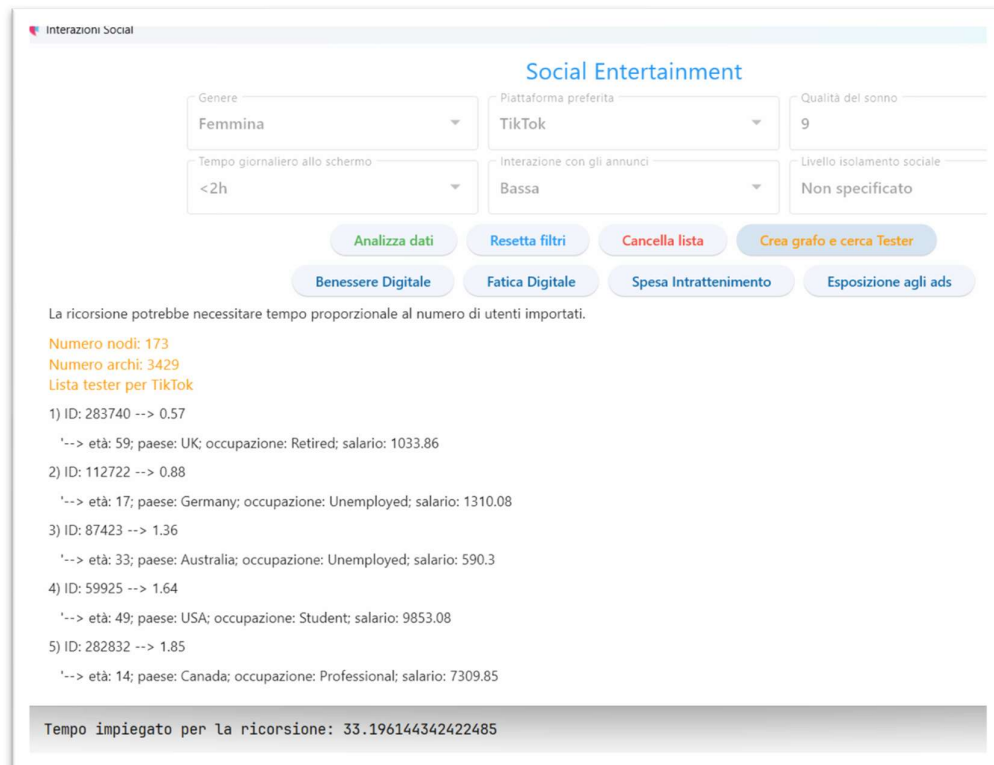 Interazioni Social
Social Entertainment
Genere
Piattaforma preferita
Qualità del sonno
Femmina
TikTok
9
Tempo giornaliero allo schermo
Interazione con gli annunci
Livello isolamento sociale
<2h
Bassa
Non specificato
Analizza dati
Resetta filtri
Cancella lista
Crea grafo e cerca Tester
Benessere Digitale
Fatica Digitale
Spesa Intrattenimento
Esposizione agli ads
La ricorsione potrebbe necessitare tempo proporzionale al numero di utenti importati.
Numero nodi: 173
Numero archi: 3429
Lista tester per TikTok
1) ID: 283740 --> 0.57
'--> età: 59; paese: UK; occupazione: Retired; salario: 1033.86
2) ID: 112722 --> 0.88
'--> età: 17; paese: Germany; occupazione: Unemployed; salario: 1310.08
3) ID: 87423 --> 1.36
'--> età: 33; paese: Australia; occupazione: Unemployed; salario: 590.3
4) ID: 59925 --> 1.64
'--> età: 49; paese: USA; occupazione: Student; salario: 9853.08
5) ID: 282832 --> 1.85
'--> età: 14; paese: Canada; occupazione: Professional; salario: 7309.85
Tempo impiegato per la ricorsione: 33.196144342422485